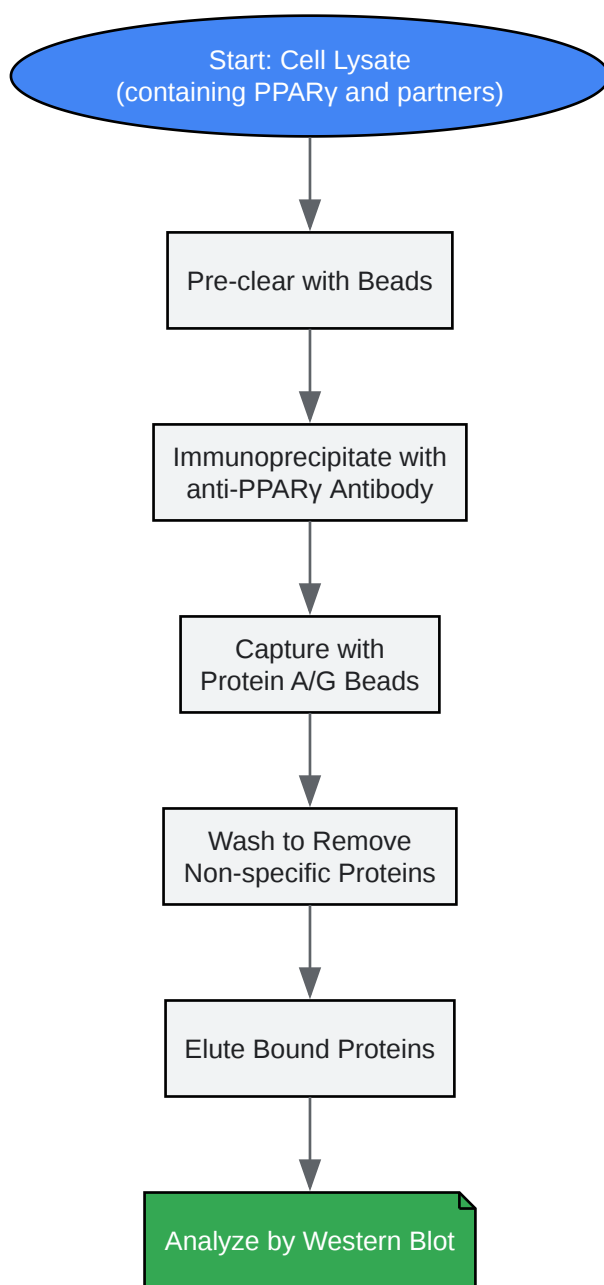 Start: Cell Lysate
(containing PPARγ and partners)
Pre-clear with Beads
Immunoprecipitate with
anti-PPARγ Antibody
Capture with
Protein A/G Beads
Wash to Remove
Non-specific Proteins
Elute Bound Proteins
Analyze by Western Blot